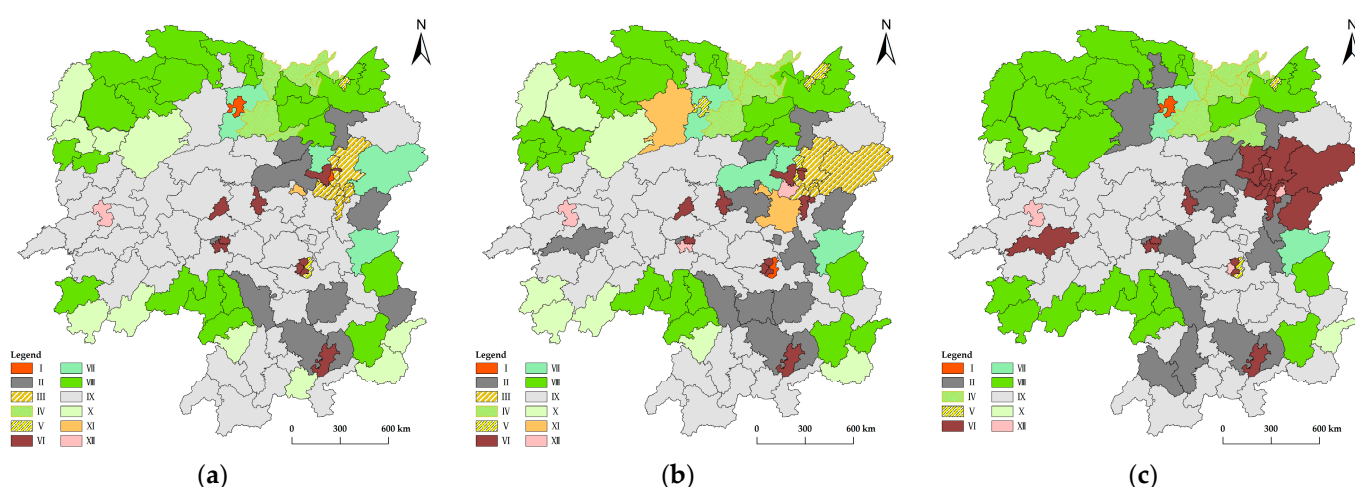 N
Legend
I VII
II VIII
III IX
IV X
V XI
VI XII
0 300 600 km
(a)
N
Legend
I VII
II VIII
III IX
IV X
V XI
VI XII
0 300 600 km
(b)
N
Legend
I VII
II VIII
IV IX
V X
VI XII
0 300 600 km
(c)